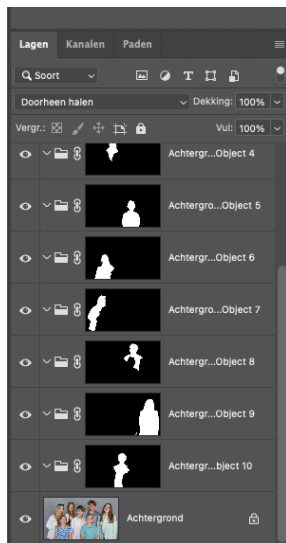 Lagen Kanalen Paden
Soort
Doorheen halen Dekking: 100%
Vergr.: Vul: 100%
Achtergr...Object 4
Achtergro...Object 5
Achtergr...Object 6
Achtergro...Object 7
Achtergr...Object 8
Achtergr...Object 9
Achtergr...bject 10
Achtergrond